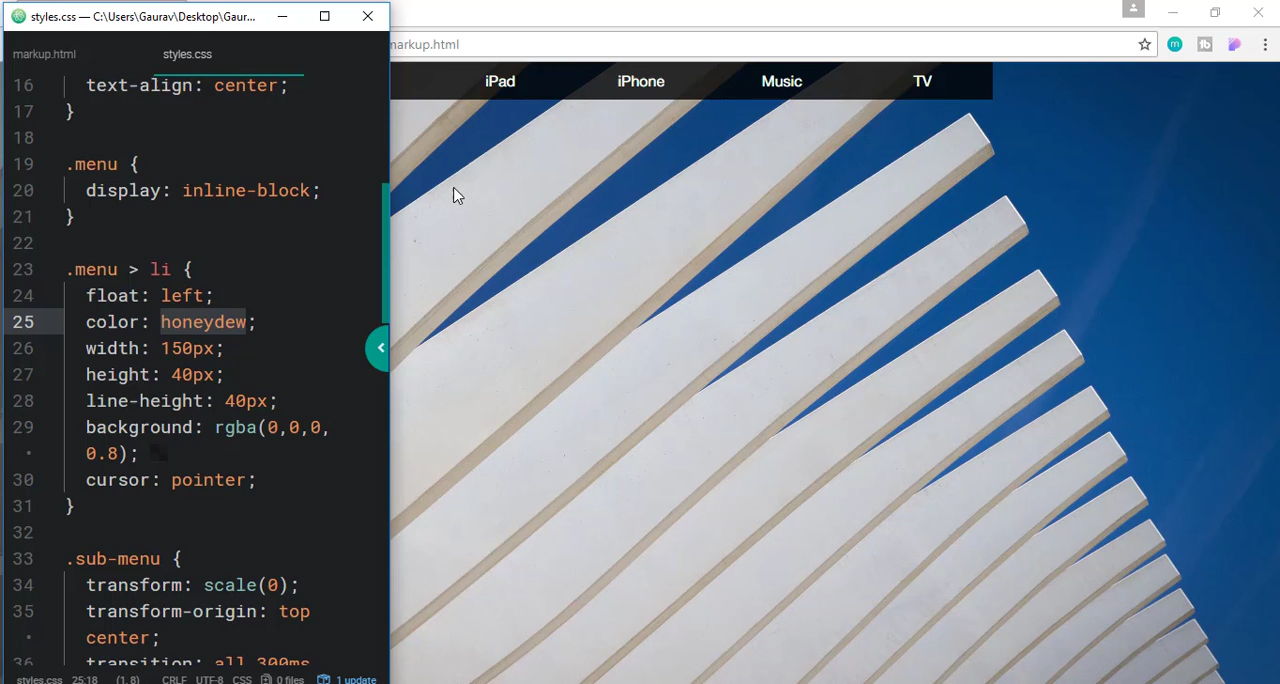 styles.css — C:\Users\Gaurav\Desktop\Gaur...
markup.html
styles.css
markup.html
iPad
iPhone
Music
TV
m
16 text-align: center;
17 }
18
19 .menu {
20 display: inline-block;
21 }
22
23 .menu > li {
24 float: left;
25 color: honeydew;
26 width: 150px;
27 height: 40px;
28 line-height: 40px;
29 background: rgba(0,0,0,
· 0.8);
30 cursor: pointer;
31 }
32
33 .sub-menu {
34 transform: scale(0);
35 transform-origin: top
· center;
36 transition: all 300ms
styles.css 25:18 (1, 8) CRLF UTF-8 CSS 0 files 1 update